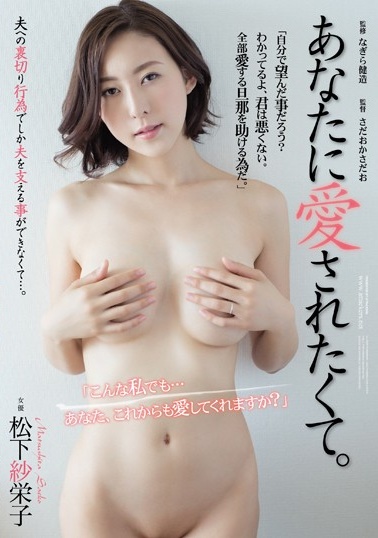 監修 なぎら健造
監督 さだおかさだお
あなたに愛されたくて。
「自分で望んだ事だろう?
わかってるよ、君は悪くない。
全部愛する旦那を助ける為だ。」
夫への裏切り行為でしか夫を支える事ができなくて…。
「こんな私でも…
あなた、これからも愛してくれますか?」
女優
松下紗栄子
Matsushita Saeko